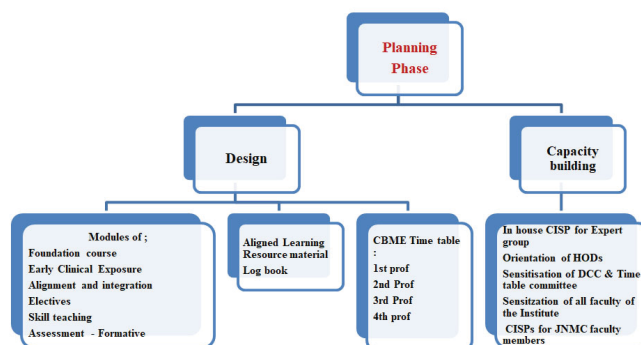 Planning
Phase
Design
Capacity
building
Modules of ;
Foundation course
Early Clinical Exposure
Alignment and integration
Electives
Skill teaching
Assessment - Formative
Aligned Learning
Resource material
Log book
CBME Time table
:
1st prof
2nd Prof
3rd Prof
4th prof
In house CISP for Expert
group
Orientation of HODs
Sensitisation of DCC & Time
table committee
Sensitzation of all faculty of
the Institute
CISPs for JNMC faculty
members